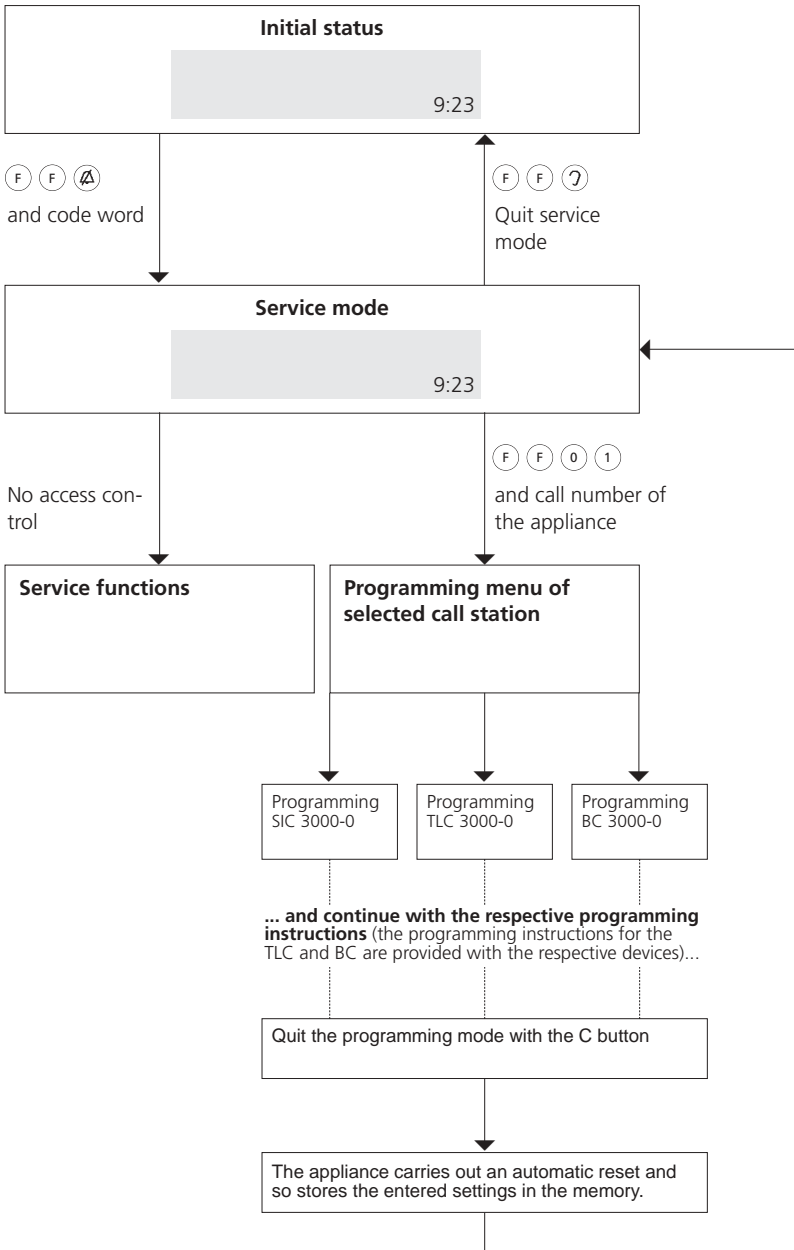 Initial status
9:23
F F
and code word
F F
Quit service
mode
Service mode
9:23
No access con-
trol
F F 0 1
and call number of
the appliance
Service functions
Programming menu of
selected call station
Programming
SIC 3000-0
Programming
TLC 3000-0
Programming
BC 3000-0
... and continue with the respective programming
instructions (the programming instructions for the
TLC and BC are provided with the respective devices)...
Quit the programming mode with the C button
The appliance carries out an automatic reset and
so stores the entered settings in the memory.